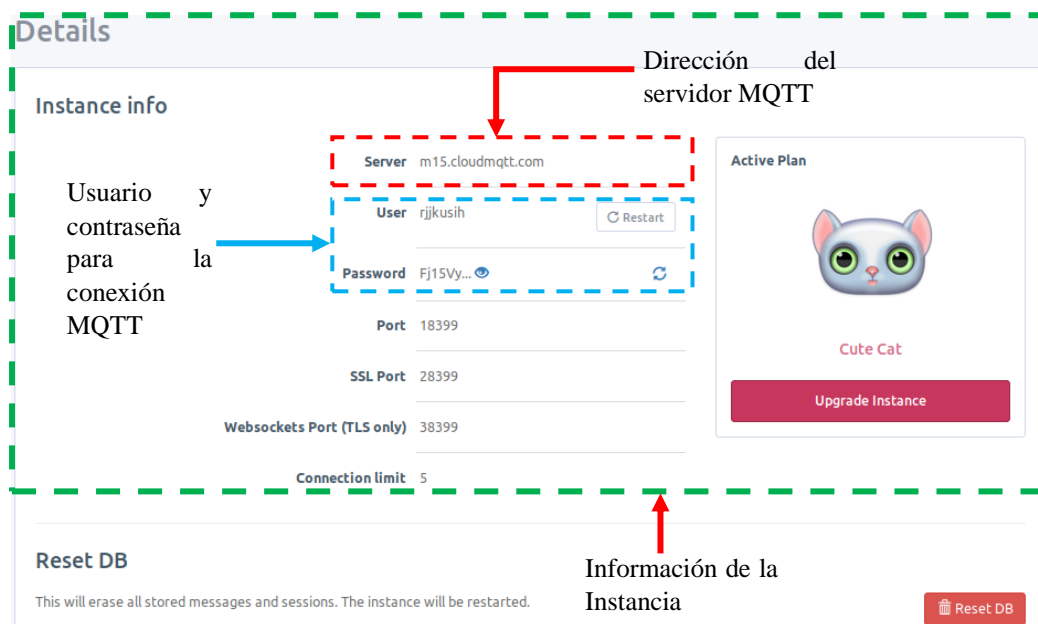 Details
Dirección del
servidor MQTT
Instance info
Server m15.cloudmqtt.com
Active Plan
Usuario y
contraseña
para la
conexión
MQTT
User rjjkusih Restart
Password Fj15Vy...
Port 18399
Cute Cat
SSL Port 28399
Upgrade Instance
Websockets Port (TLS only) 38399
Connection limit 5
Reset DB
Información de la
Instancia
This will erase all stored messages and sessions. The instance will be restarted.
Reset DB